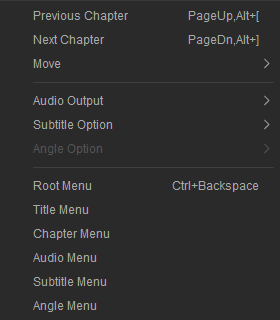 Previous Chapter PageUp,Alt+[
Next Chapter PageDn,Alt+]
Move
Audio Output
Subtitle Option
Angle Option
Root Menu Ctrl+Backspace
Title Menu
Chapter Menu
Audio Menu
Subtitle Menu
Angle Menu